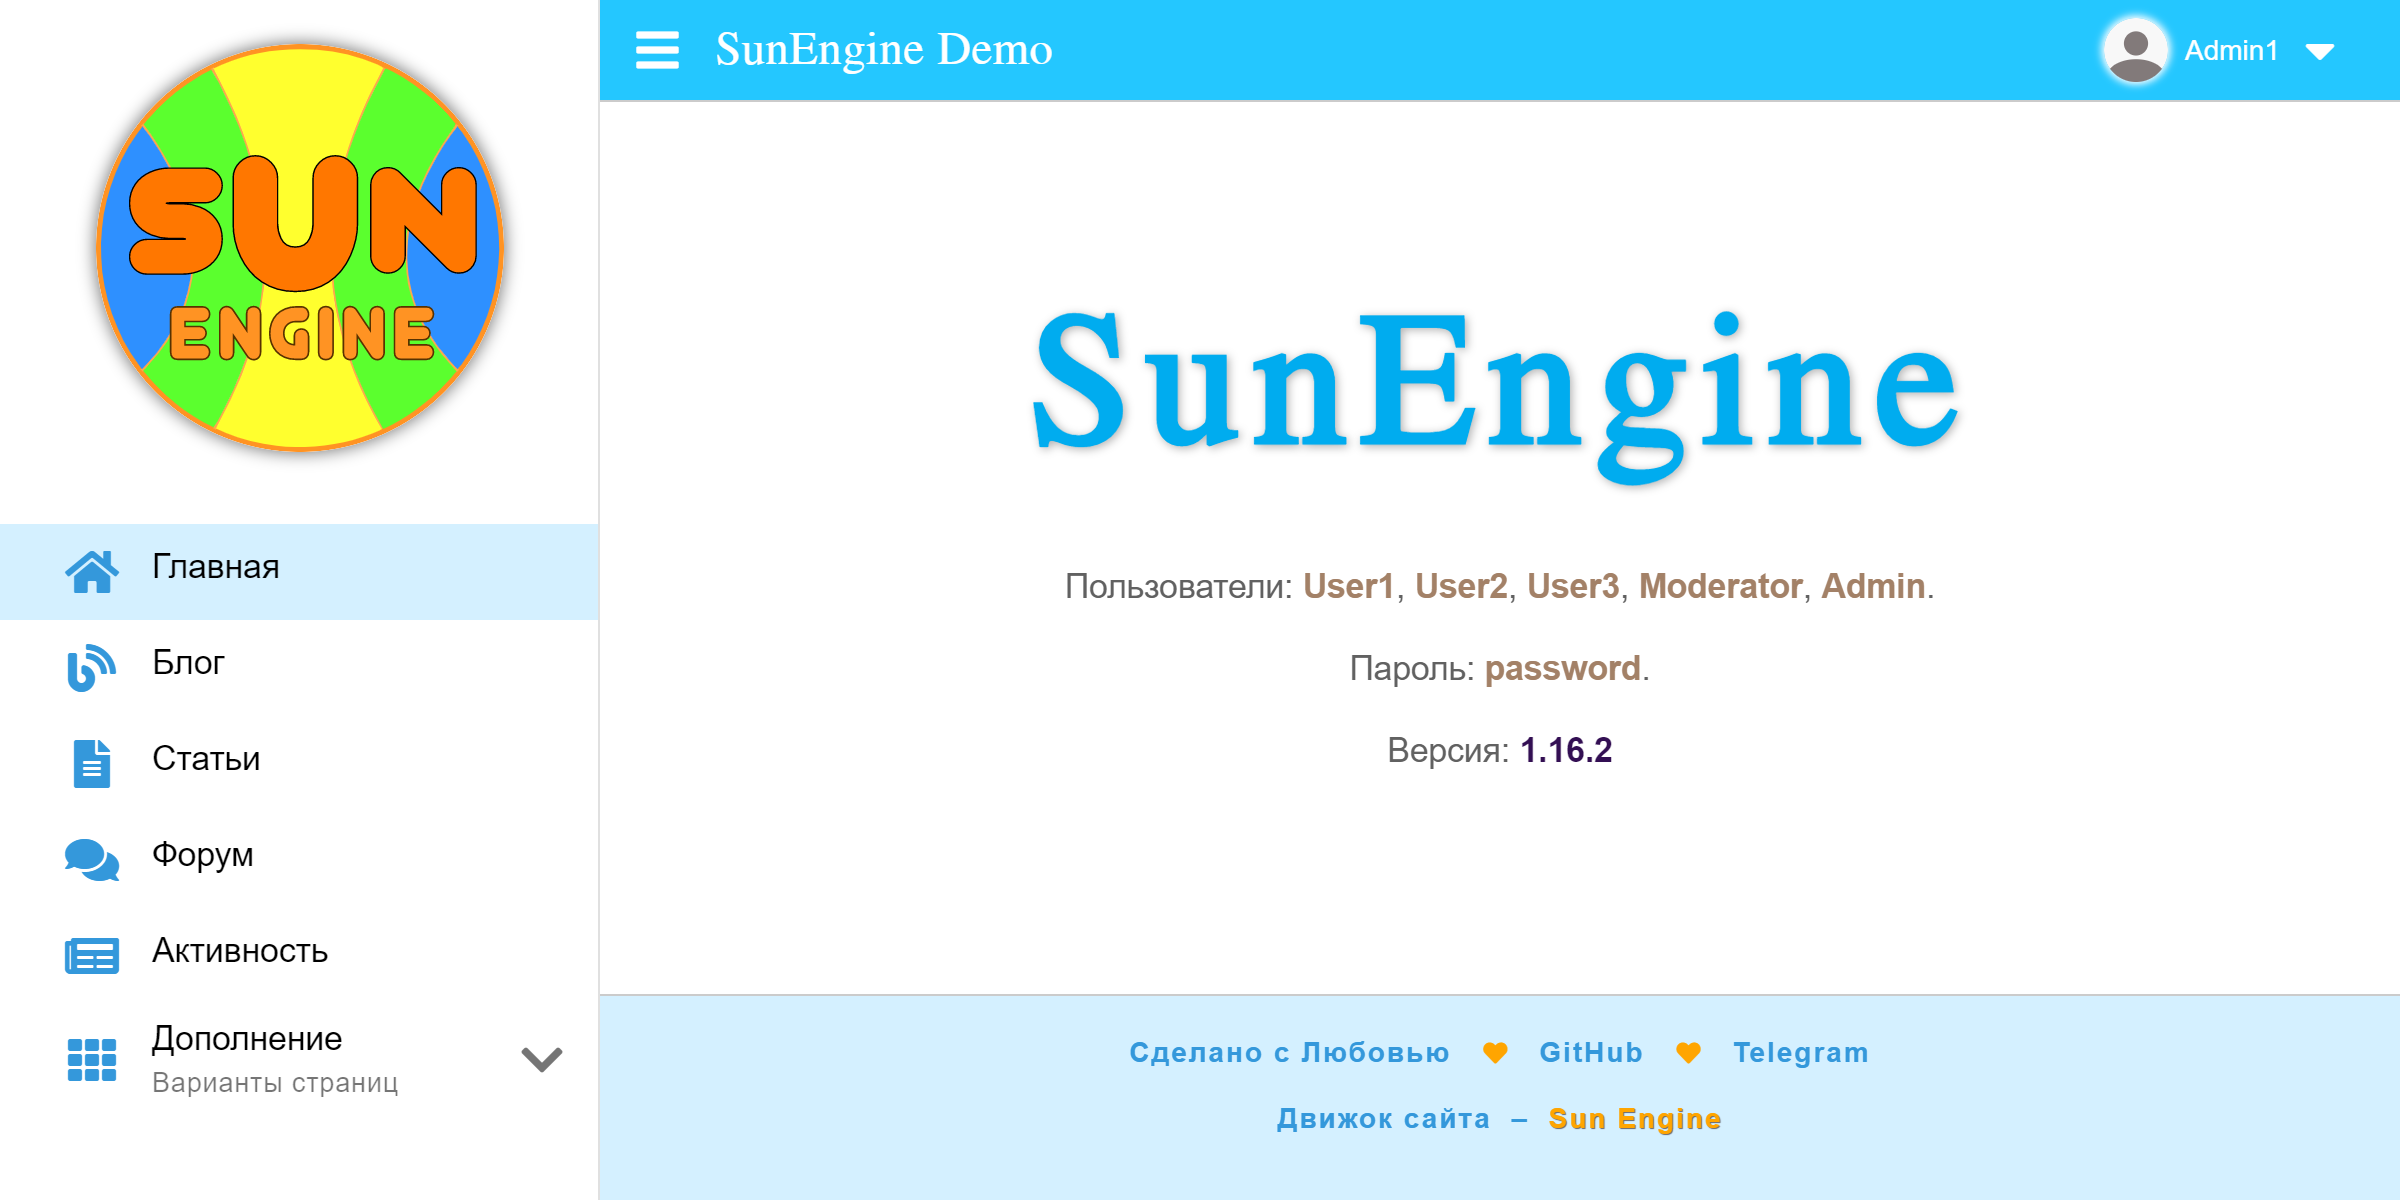 SUN
ENGINE
Главная
Блог
Статьи
Форум
Активность
Дополнение
Варианты страниц
SunEngine Demo
Admin1
SunEngine
Пользователи: User1, User2, User3, Moderator, Admin.
Пароль: password.
Версия: 1.16.2
Сделано с Любовью GitHub Telegram
Движок сайта – Sun Engine